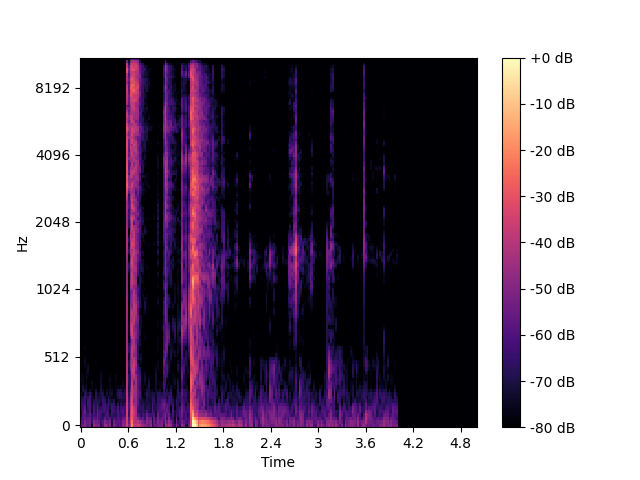 8192
4096
2048
1024
512
0
Hz
0 0.6 1.2 1.8 2.4 3 3.6 4.2 4.8
Time
+0 dB
-10 dB
-20 dB
-30 dB
-40 dB
-50 dB
-60 dB
-70 dB
-80 dB